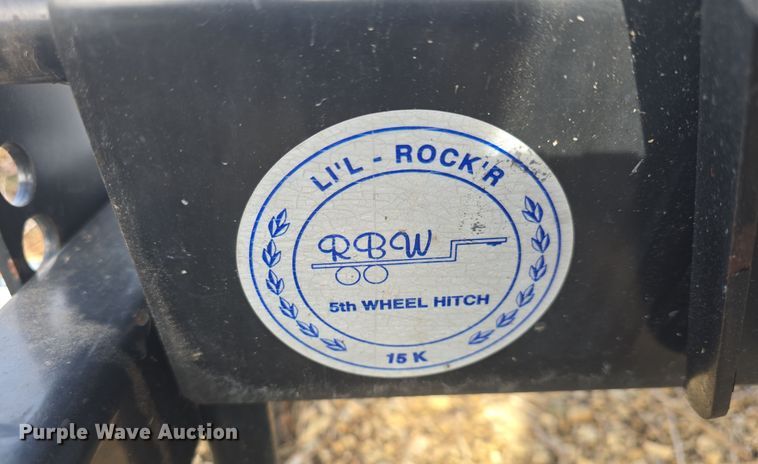 LI'L - ROCK'R
RBW
5th WHEEL HITCH
15 K
Purple Wave Auction